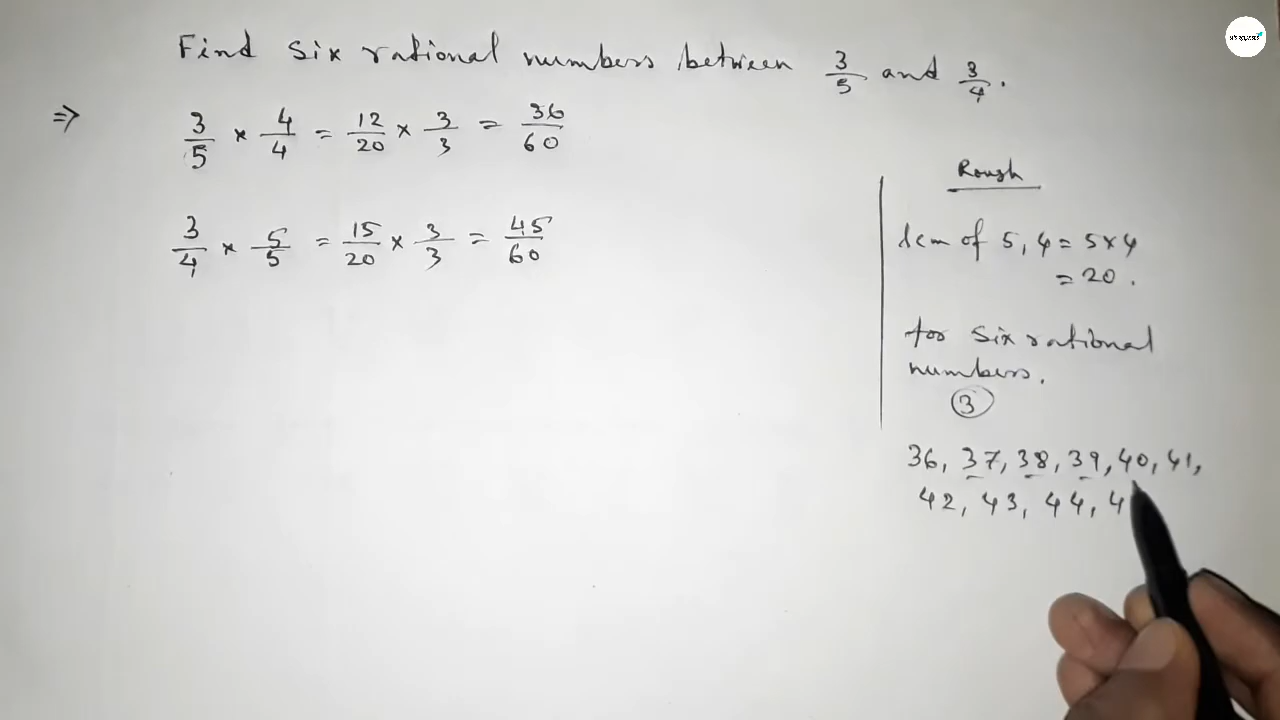 Find six rational numbers between 3/5 and 3/4.
⇒ 3/5 × 4/4 = 12/20 × 3/3 = 36/60
3/4 × 5/5 = 15/20 × 3/3 = 45/60
Rough
lcm of 5, 4 = 5×4
= 20.
for six rational
numbers.
3
36, 37, 38, 39, 40, 41,
42, 43, 44, 4